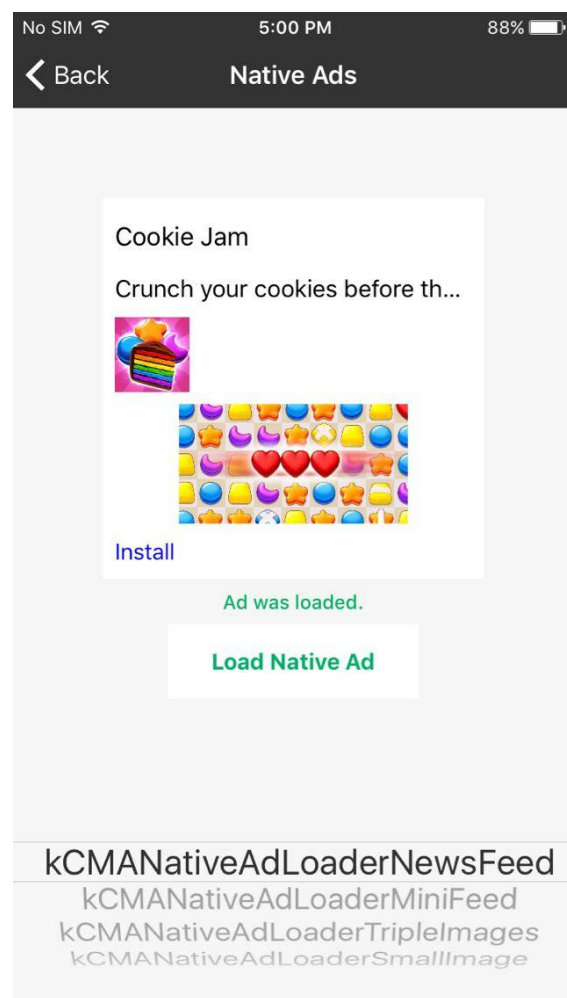 No SIM 5:00 PM 88%
Back Native Ads
Cookie Jam
Crunch your cookies before th...
Install
Ad was loaded.
Load Native Ad
kCMANativeAdLoaderNewsFeed
kCMANativeAdLoaderMiniFeed
kCMANativeAdLoaderTripleImages
kCMANativeAdLoaderSmallImage